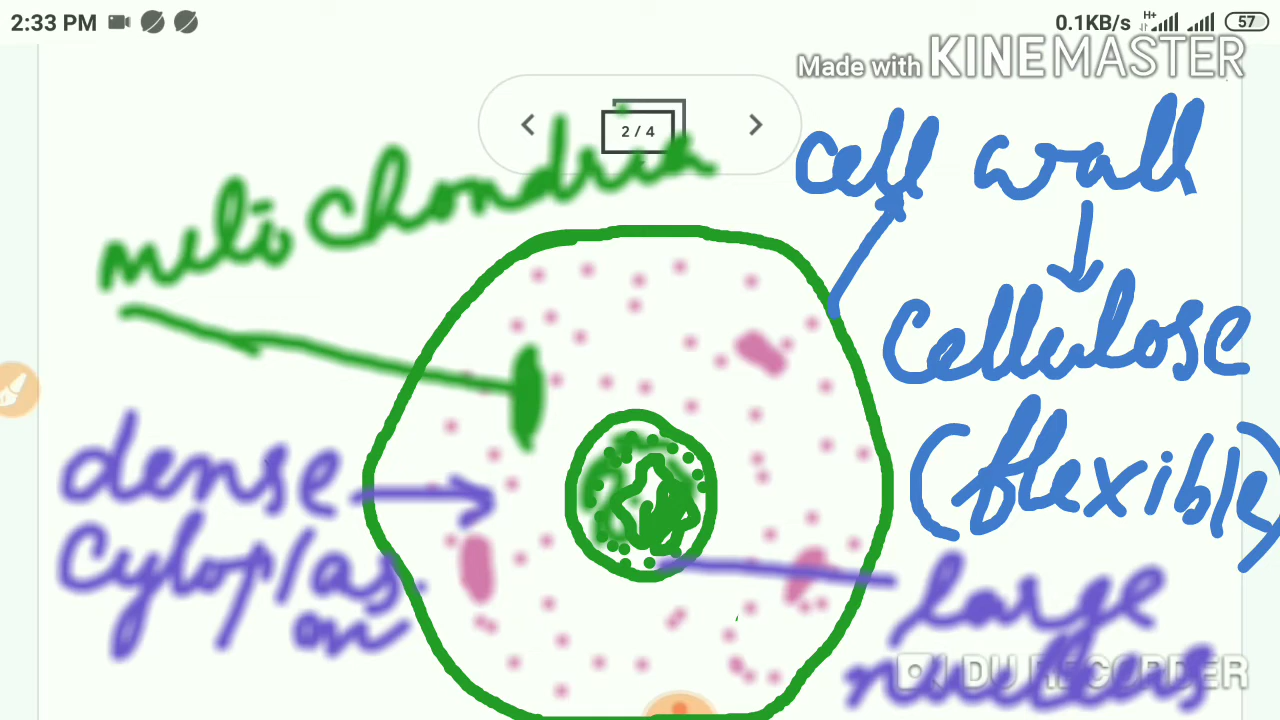 2:33 PM
0.1KB/s H+ 57
Made with KINEMASTER
2 / 4
mitochondria
cell wall
cellulose
(flexible)
dense
cytoplas
m
large
nucleus
DU RECORDER